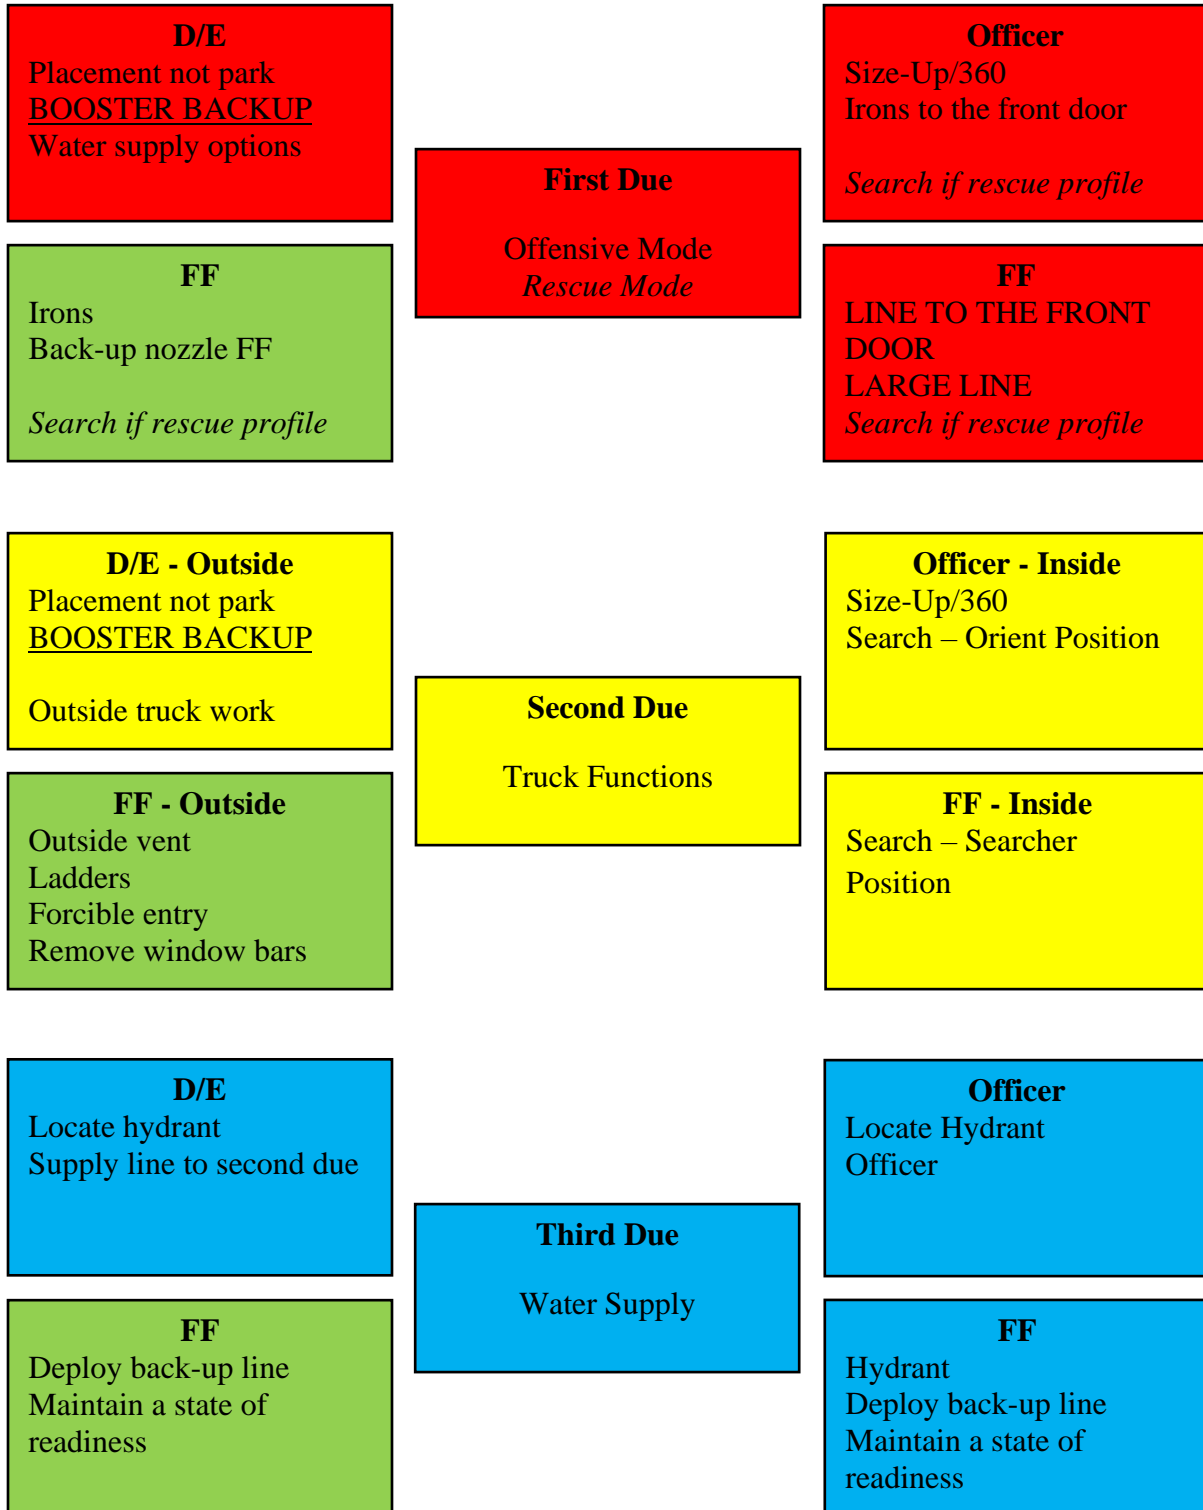 D/E
Placement not park
BOOSTER BACKUP
Water supply options
Officer
Size-Up/360
Irons to the front door
Search if rescue profile
First Due
Offensive Mode
Rescue Mode
FF
Irons
Back-up nozzle FF
Search if rescue profile
FF
LINE TO THE FRONT
DOOR
LARGE LINE
Search if rescue profile
D/E - Outside
Placement not park
BOOSTER BACKUP
Outside truck work
Officer - Inside
Size-Up/360
Search – Orient Position
Second Due
Truck Functions
FF - Outside
Outside vent
Ladders
Forcible entry
Remove window bars
FF - Inside
Search – Searcher
Position
D/E
Locate hydrant
Supply line to second due
Officer
Locate Hydrant
Officer
Third Due
Water Supply
FF
Deploy back-up line
Maintain a state of
readiness
FF
Hydrant
Deploy back-up line
Maintain a state of
readiness